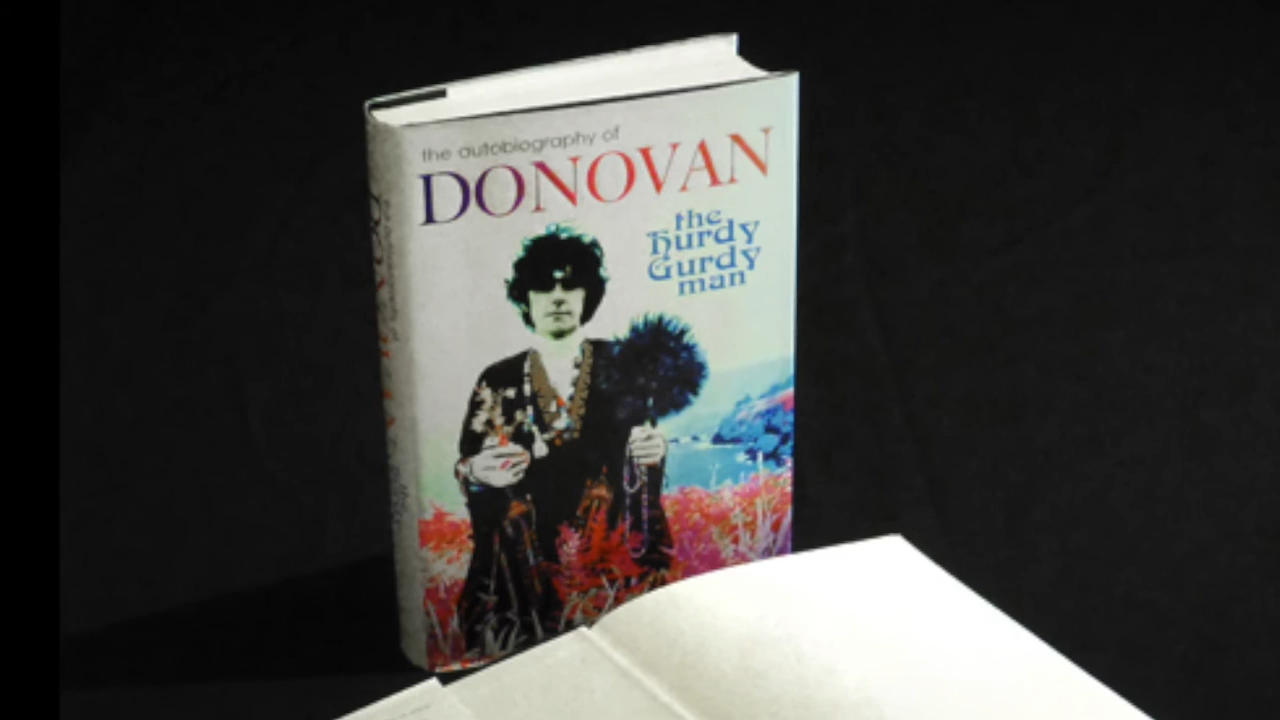 the autobiography of
DONOVAN
the
hurdy
Gurdy
man